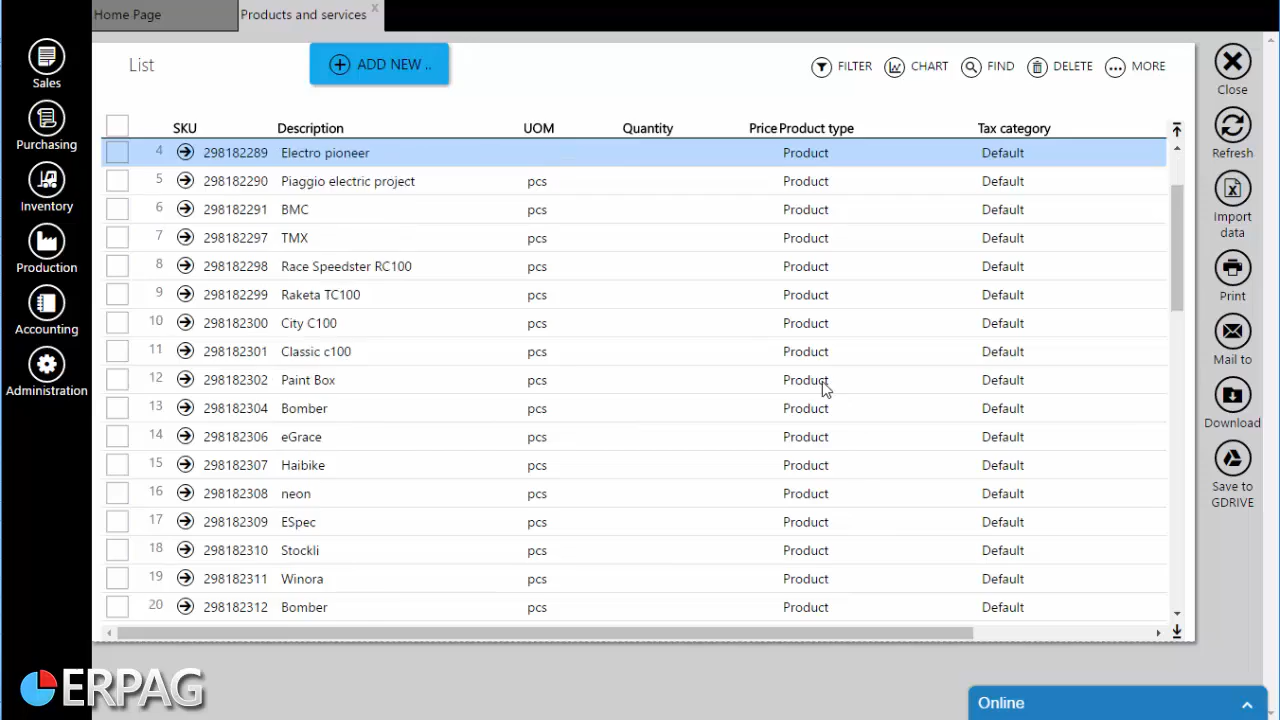 Home Page
Products and services x
Sales
Purchasing
Inventory
Production
Accounting
Administration
List
ADD NEW ..
FILTER CHART FIND DELETE MORE
SKU Description UOM Quantity Price Product type Tax category
4 298182289 Electro pioneer Product Default
5 298182290 Piaggio electric project pcs Product Default
6 298182291 BMC pcs Product Default
7 298182297 TMX pcs Product Default
8 298182298 Race Speedster RC100 pcs Product Default
9 298182299 Raketa TC100 pcs Product Default
10 298182300 City C100 pcs Product Default
11 298182301 Classic c100 pcs Product Default
12 298182302 Paint Box pcs Product Default
13 298182304 Bomber pcs Product Default
14 298182306 eGrace pcs Product Default
15 298182307 Haibike pcs Product Default
16 298182308 neon pcs Product Default
17 298182309 ESpec pcs Product Default
18 298182310 Stockli pcs Product Default
19 298182311 Winora pcs Product Default
20 298182312 Bomber pcs Product Default
Close
Refresh
Import
data
Print
Mail to
Download
Save to
GDRIVE
ERPAG
Online